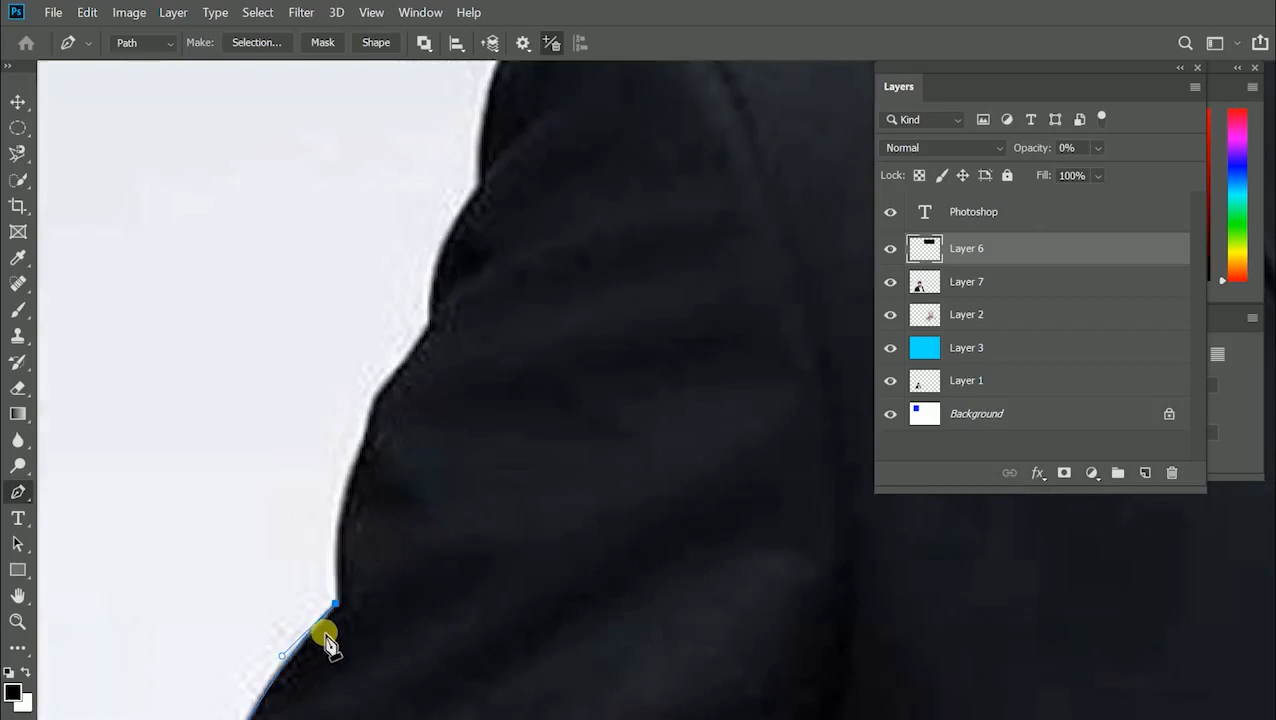 Ps File Edit Image Layer Type Select Filter 3D View Window Help
Path Make: Selection... Mask Shape
Layers
Kind
Normal Opacity: 0%
Lock: Fill: 100%
Photoshop
Layer 6
Layer 7
Layer 2
Layer 3
Layer 1
Background
fx